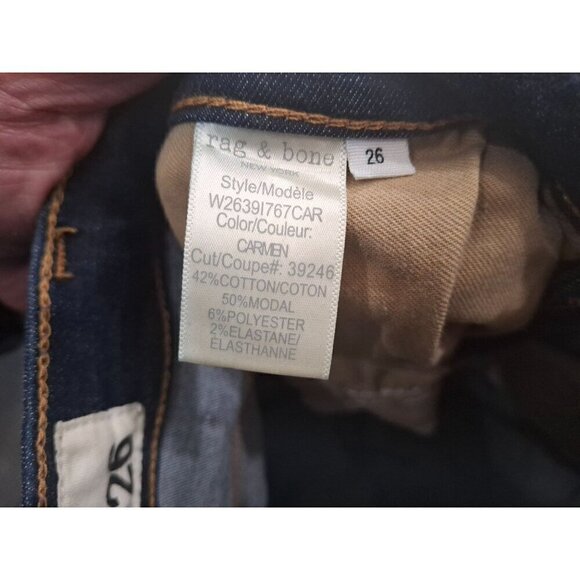 rag & bone
NEW YORK
26
Style/Modèle
W2639I767CAR
Color/Couleur:
CARMEN
Cut/Coupe#: 39246
42%COTTON/COTON
50%MODAL
6%POLYESTER
2%ELASTANE/
ELASTHANNE
26